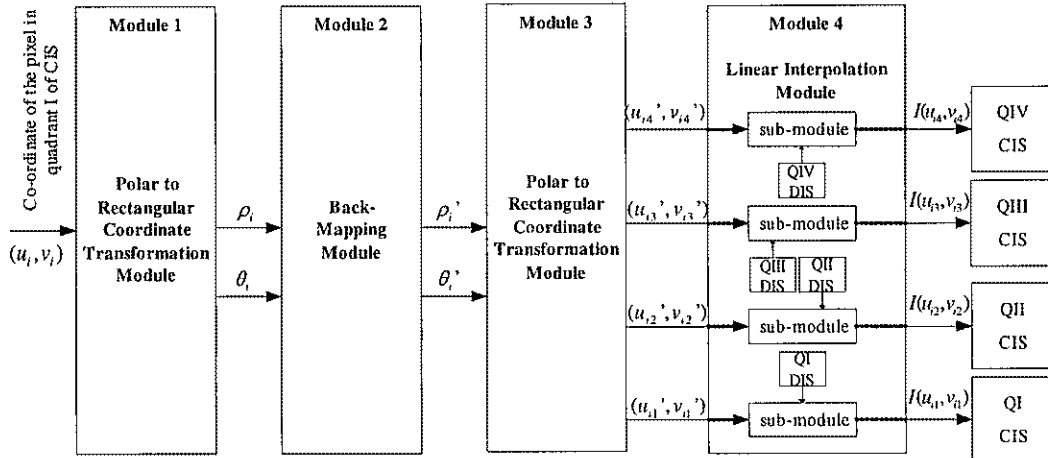 Module 1
Module 2
Module 3
Module 4
Co-ordinate of the pixel in
quadrant I of CIS
(u_i, v_i)
Polar to
Rectangular
Coordinate
Transformation
Module
ρ_i
θ_i
Back-
Mapping
Module
ρ_i'
θ_i'
Polar to
Rectangular
Coordinate
Transformation
Module
Linear Interpolation
Module
(u_i4', v_i4')
sub-module
I(u_i4, v_i4)
QIV
CIS
QIV
DIS
(u_i3', v_i3')
sub-module
I(u_i3, v_i3)
QIII
CIS
QIII
DIS
QII
DIS
(u_i2', v_i2')
sub-module
I(u_i2, v_i2)
QII
CIS
QI
DIS
(u_i1', v_i1')
sub-module
I(u_i1, v_i1)
QI
CIS